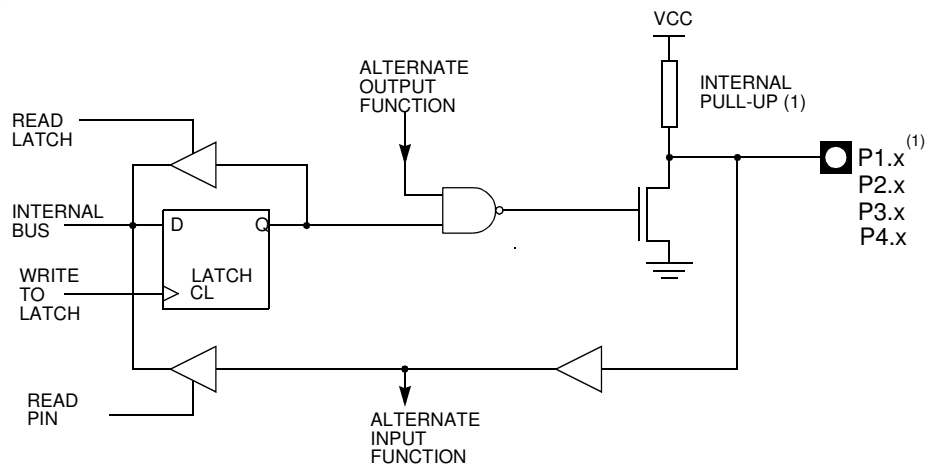 VCC
ALTERNATE
OUTPUT
FUNCTION
INTERNAL
PULL-UP (1)
READ
LATCH
P1.x(1)
P2.x
P3.x
P4.x
INTERNAL
BUS
D
Q
LATCH
CL
WRITE
TO
LATCH
READ
PIN
ALTERNATE
INPUT
FUNCTION